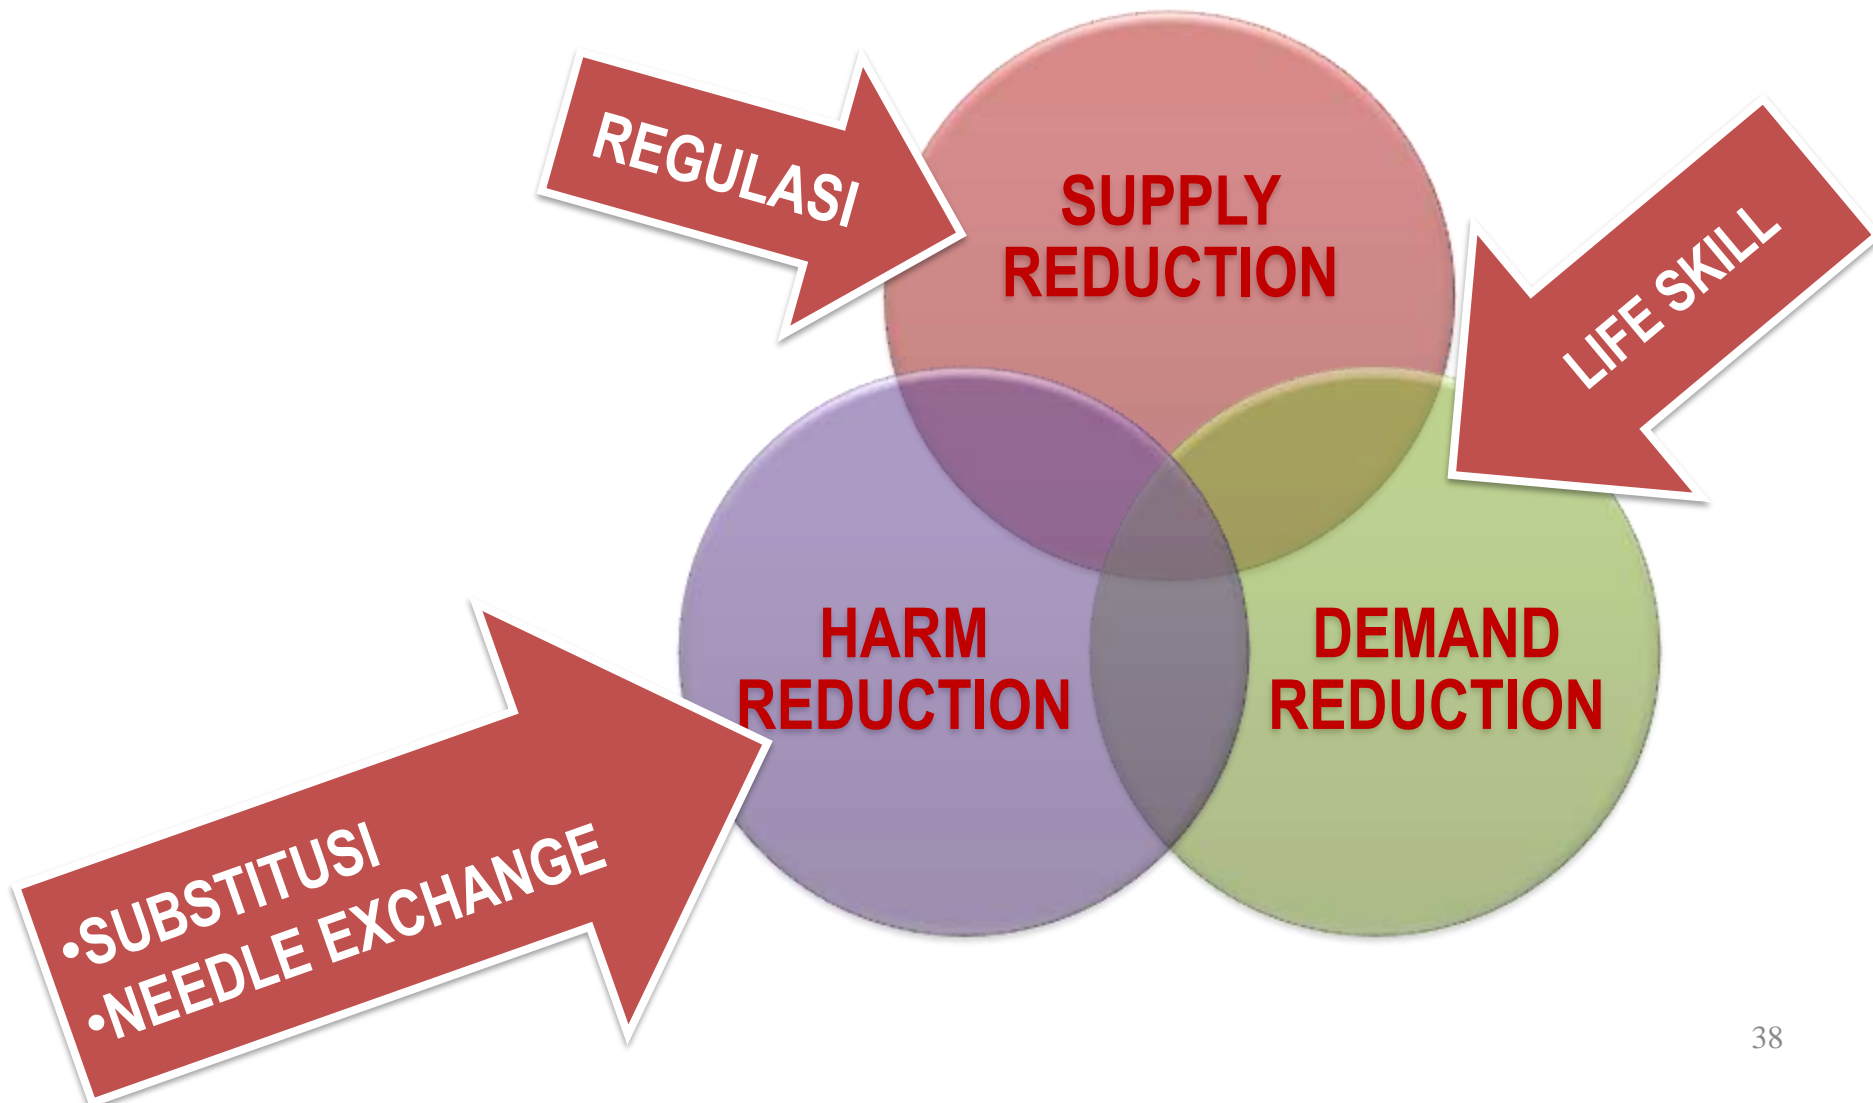 REGULASI
SUPPLY
REDUCTION
LIFE SKILL
HARM
REDUCTION
DEMAND
REDUCTION
•SUBSTITUSI
•NEEDLE EXCHANGE
38